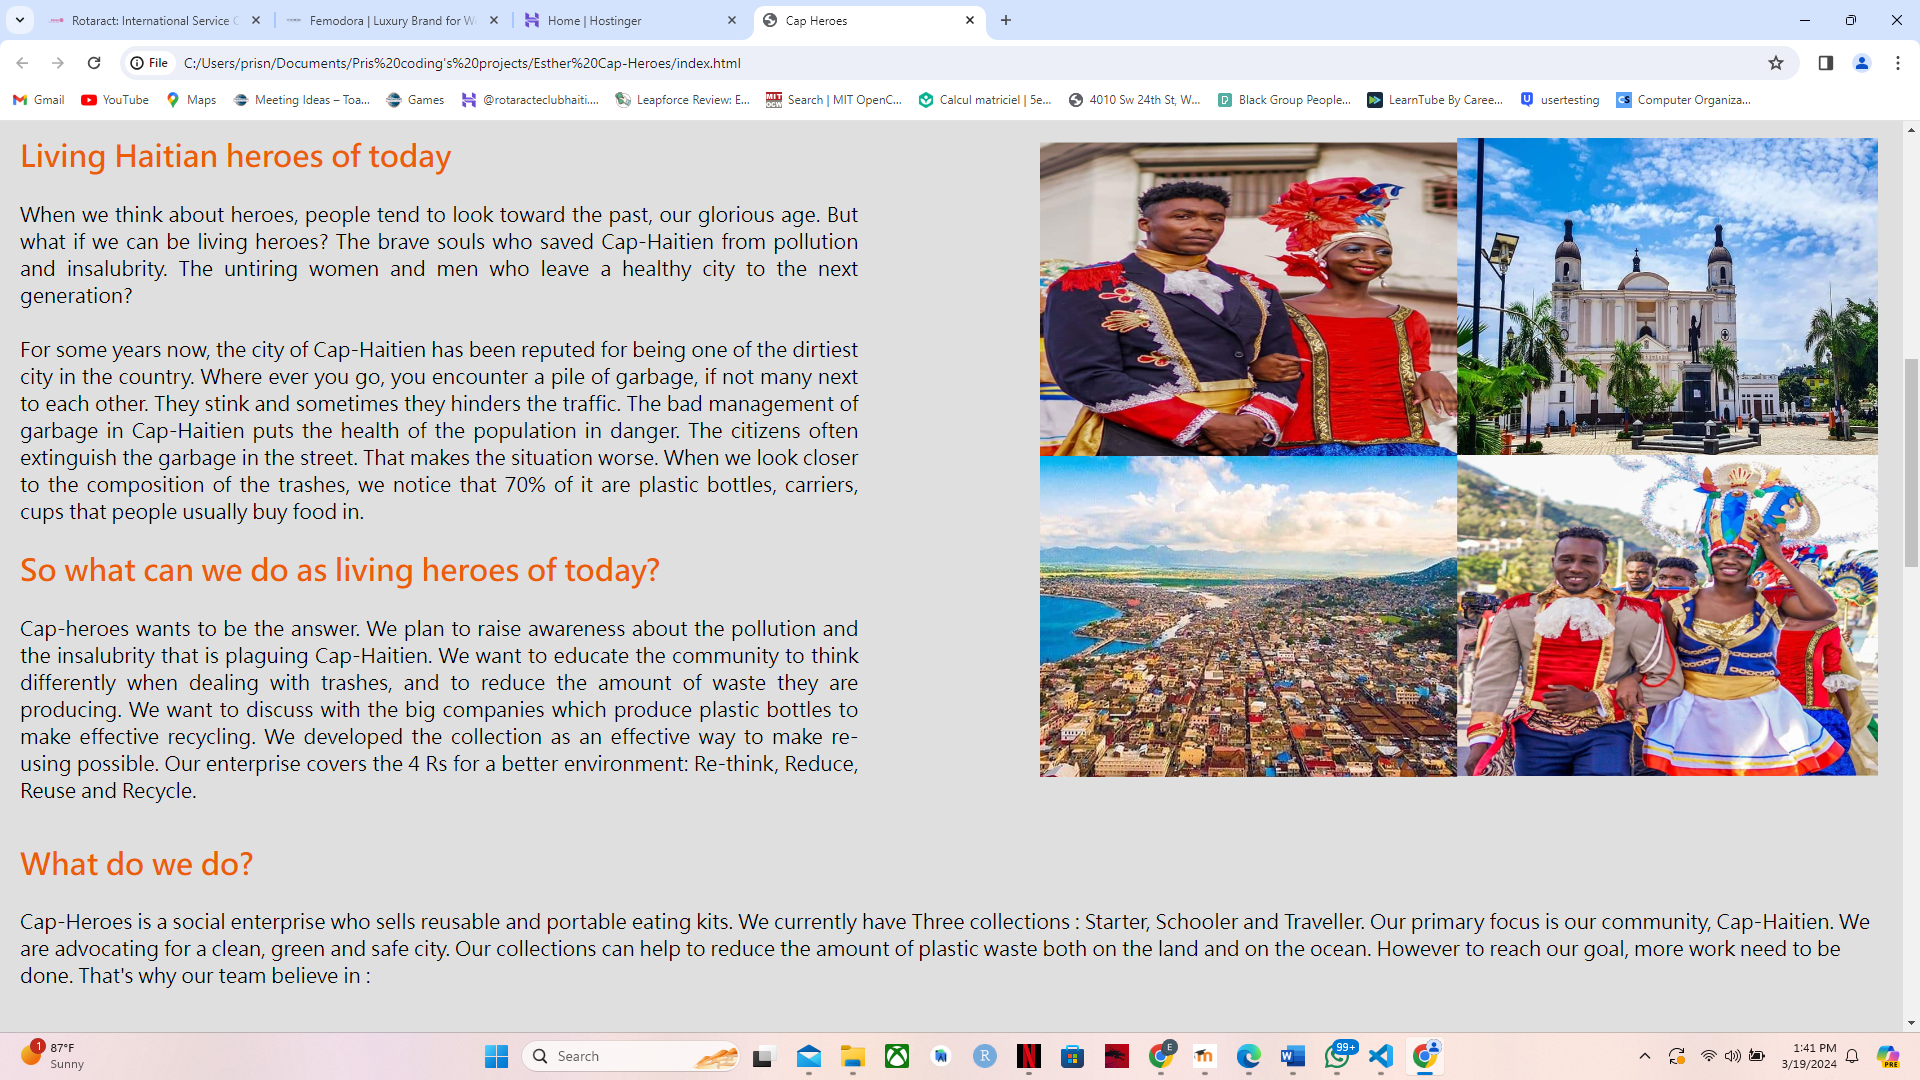 Rotaract: International Service C
Femodora | Luxury Brand for W
Home | Hostinger
Cap Heroes
File
C:/Users/prisn/Documents/Pris%20coding's%20projects/Esther%20Cap-Heroes/index.html
Gmail
YouTube
Maps
Meeting Ideas – Toa...
Games
@rotaracteclubhaiti....
Leapforce Review: E...
Search | MIT OpenC...
Calcul matriciel | 5e...
4010 Sw 24th St, W...
Black Group People...
LearnTube By Caree...
usertesting
Computer Organiza...
Living Haitian heroes of today
When we think about heroes, people tend to look toward the past, our glorious age. But
what if we can be living heroes? The brave souls who saved Cap-Haitien from pollution
and insalubrity. The untiring women and men who leave a healthy city to the next
generation?
For some years now, the city of Cap-Haitien has been reputed for being one of the dirtiest
city in the country. Where ever you go, you encounter a pile of garbage, if not many next
to each other. They stink and sometimes they hinders the traffic. The bad management of
garbage in Cap-Haitien puts the health of the population in danger. The citizens often
extinguish the garbage in the street. That makes the situation worse. When we look closer
to the composition of the trashes, we notice that 70% of it are plastic bottles, carriers,
cups that people usually buy food in.
So what can we do as living heroes of today?
Cap-heroes wants to be the answer. We plan to raise awareness about the pollution and
the insalubrity that is plaguing Cap-Haitien. We want to educate the community to think
differently when dealing with trashes, and to reduce the amount of waste they are
producing. We want to discuss with the big companies which produce plastic bottles to
make effective recycling. We developed the collection as an effective way to make re-
using possible. Our enterprise covers the 4 Rs for a better environment: Re-think, Reduce,
Reuse and Recycle.
What do we do?
Cap-Heroes is a social enterprise who sells reusable and portable eating kits. We currently have Three collections : Starter, Schooler and Traveller. Our primary focus is our community, Cap-Haitien. We
are advocating for a clean, green and safe city. Our collections can help to reduce the amount of plastic waste both on the land and on the ocean. However to reach our goal, more work need to be
done. That's why our team believe in :
1
87°F
Sunny
Search
99+
1:41 PM
3/19/2024